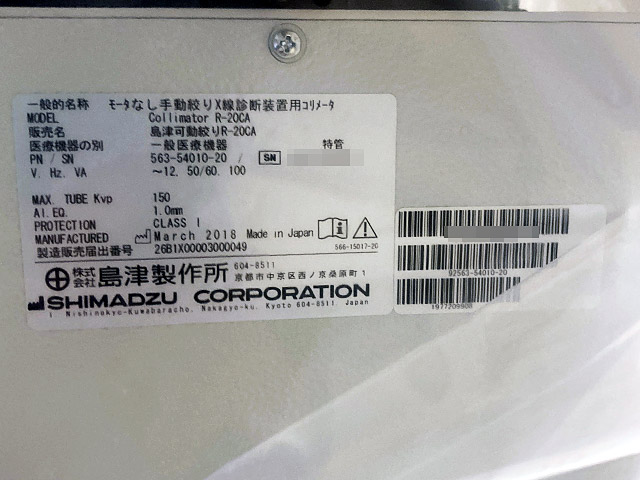 一般的名称 モータなし手動絞りX線診断装置用コリメータ
MODEL Collimator R-20CA
販売名 島津可動絞りR-20CA
医療機器の別 一般医療機器 特管
PN / SN 563-54010-20 / SN
V. Hz. VA ～12. 50/60. 100
MAX. TUBE Kvp 150
Al.EQ. 1.0mm
PROTECTION CLASS I
MANUFACTURED March 2018 Made in Japan
製造販売届出番号 26B1X00003000049 566-15017-2C
株式会社 島津製作所 604-8511
京都市中京区西ノ京桑原町1
SHIMADZU CORPORATION
1 Nishinokyo-Kuwabaracho, Nakagyo-ku, Kyoto 604-8511 Japan
92563-54010-20
1977209908